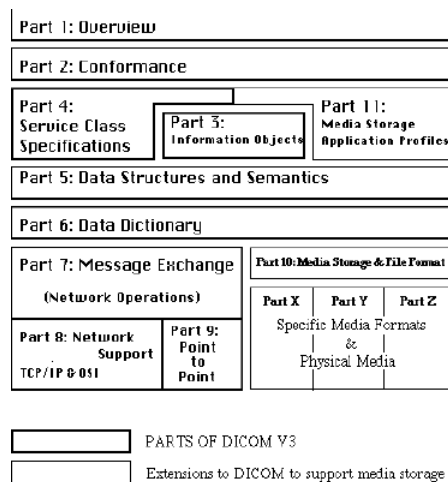 Part 1: Overview
Part 2: Conformance
Part 4:
Service Class
Specifications
Part 3:
Information Objects
Part 11:
Media Storage
Application Profiles
Part 5: Data Structures and Semantics
Part 6: Data Dictionary
Part 7: Message Exchange
(Network Operations)
Part 8: Network
Support
TCP/IP & OSI
Part 9:
Point
to
Point
Part 10: Media Storage & File Format
Part X Part Y Part Z
Specific Media Formats
&
Physical Media
PARTS OF DICOM V3
Extensions to DICOM to support media storage